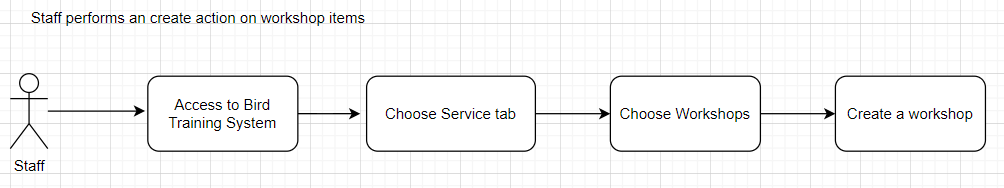 Staff performs an create action on workshop items
Access to Bird
Training System
Choose Service tab
Choose Workshops
Create a workshop
Staff